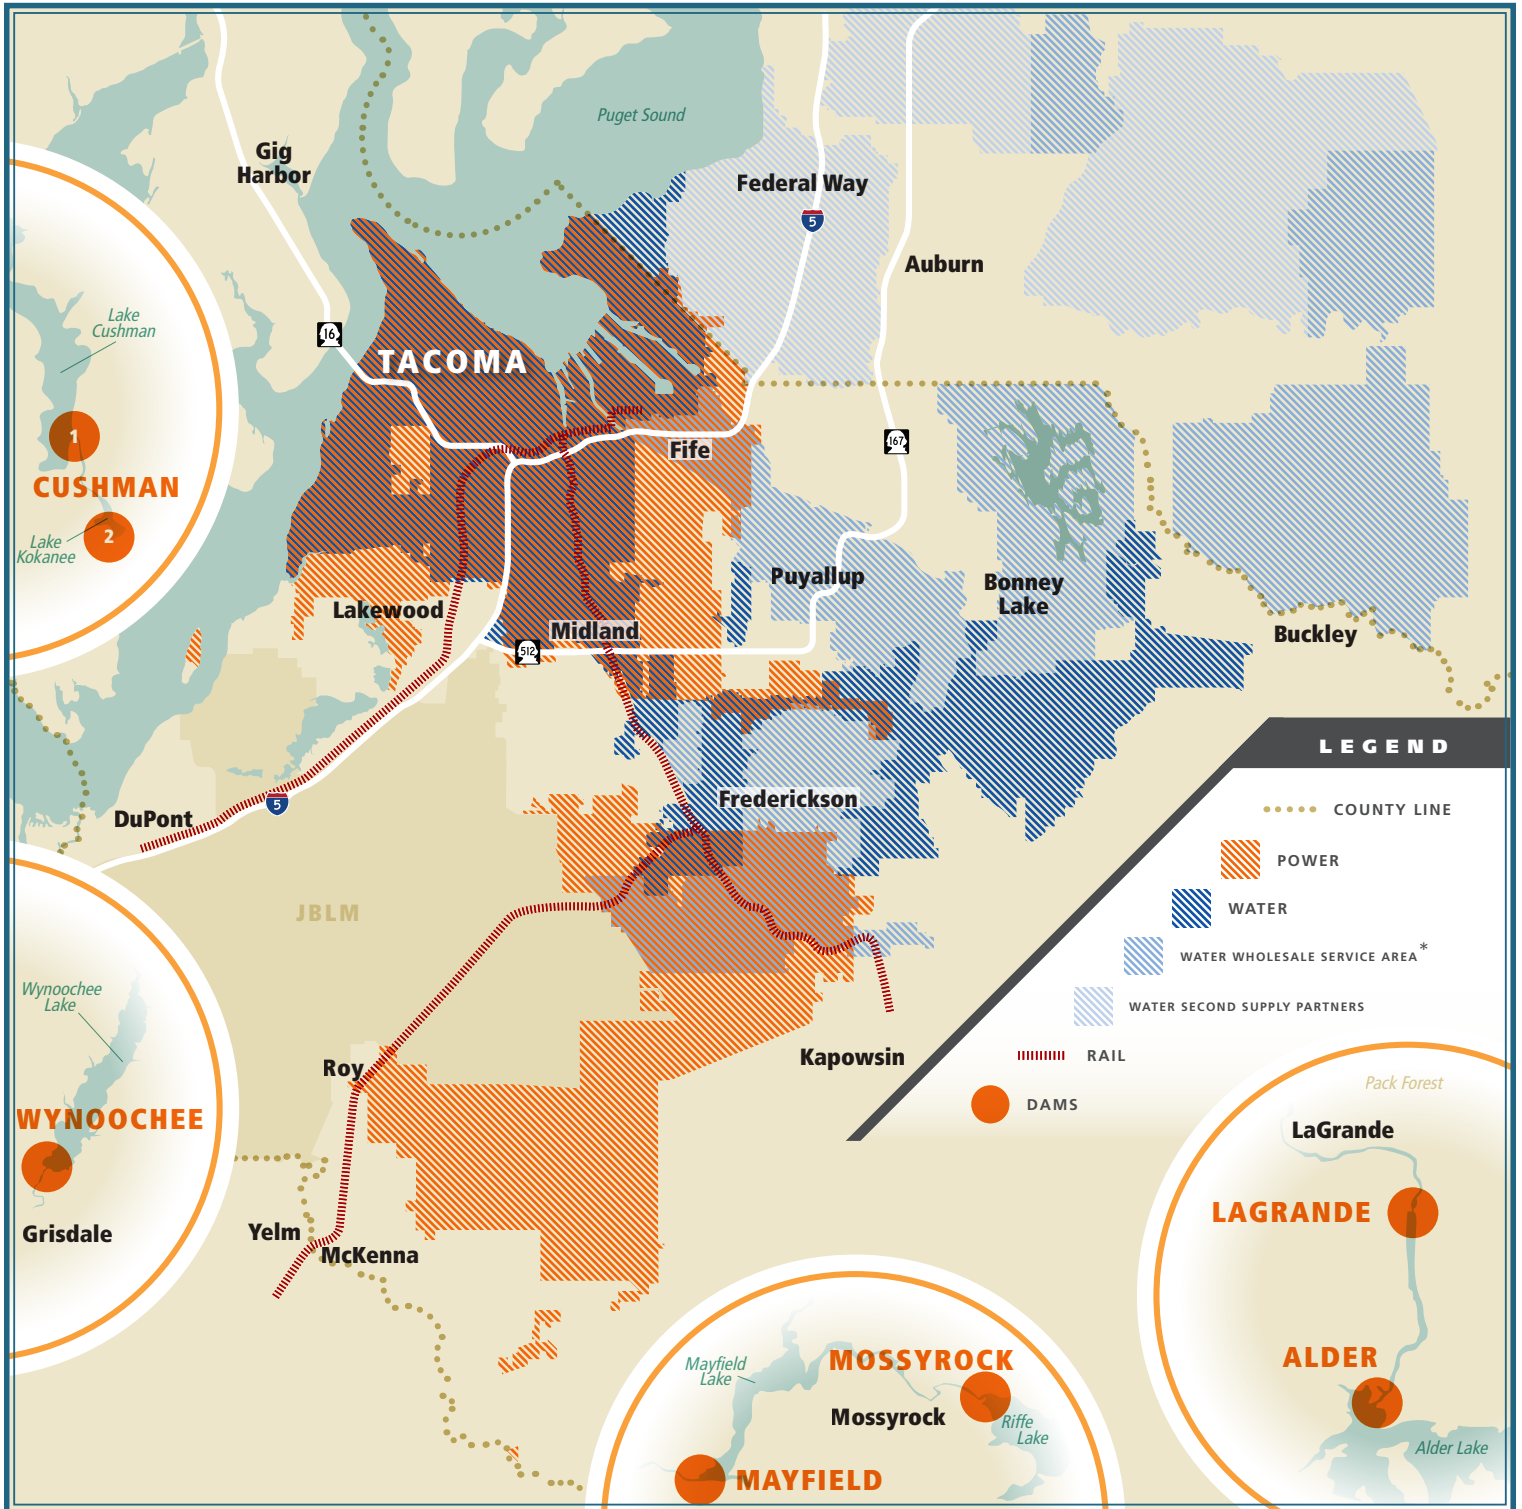 Puget Sound
Gig
Harbor
Federal Way
5
Auburn
16
TACOMA
Lake
Cushman
1
CUSHMAN
2
Lake
Kokanee
Fife
167
Puyallup
Bonney
Lake
Lakewood
Midland
512
Buckley
LEGEND
COUNTY LINE
POWER
WATER
WATER WHOLESALE SERVICE AREA*
WATER SECOND SUPPLY PARTNERS
RAIL
DAMS
Frederickson
5
DuPont
JBLM
Wynoochee
Lake
WYNOOCHEE
Grisdale
Roy
Kapowsin
Yelm
McKenna
Pack Forest
LaGrande
LAGRANDE
ALDER
Alder Lake
Mayfield
Lake
MOSSYROCK
Mossyrock
Riffe
Lake
MAYFIELD